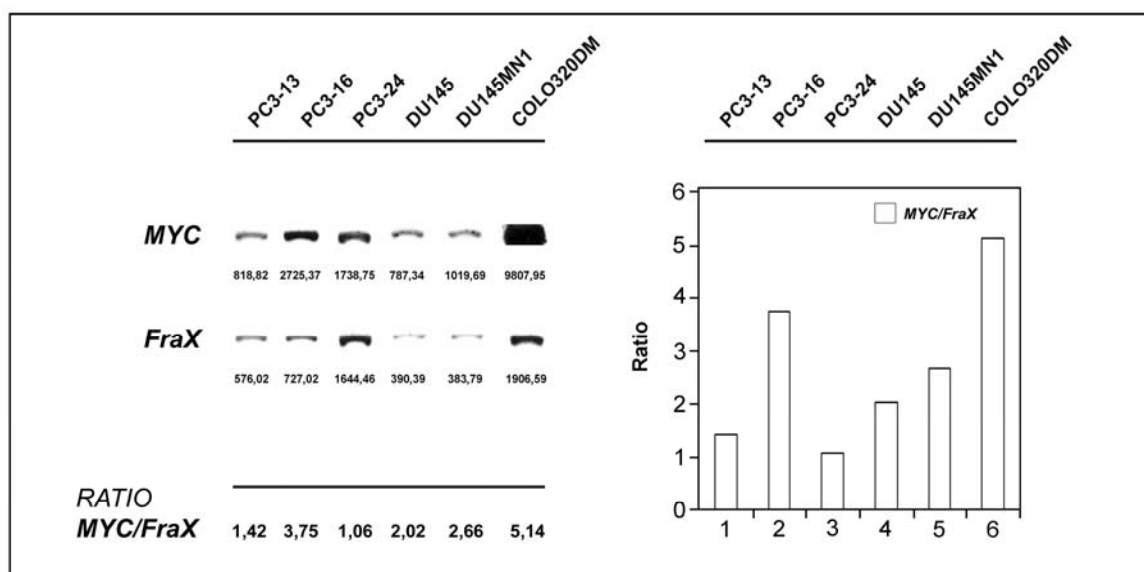 PC3-13 PC3-16 PC3-24 DU145 DU145MN1 COLO320DM
MYC
818,82 2725,37 1738,75 787,34 1019,69 9807,95
FraX
576,02 727,02 1644,46 390,39 383,79 1906,59
RATIO
MYC/FraX 1,42 3,75 1,06 2,02 2,66 5,14
PC3-13 PC3-16 PC3-24 DU145 DU145MN1 COLO320DM
MYC/FraX
Ratio
6
5
4
3
2
1
0
1 2 3 4 5 6